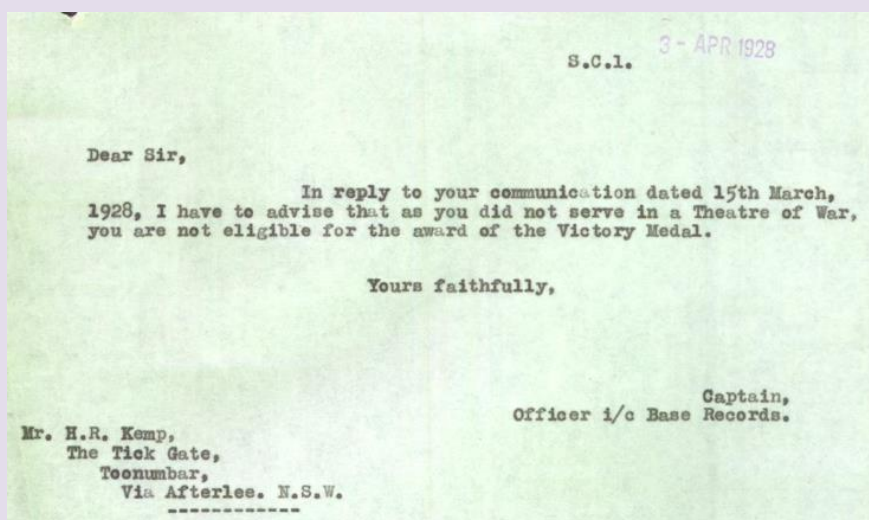 S.C.1. 3 - APR 1928
Dear Sir,
In reply to your communication dated 15th March,
1928, I have to advise that as you did not serve in a Theatre of War,
you are not eligible for the award of the Victory Medal.
Yours faithfully,
Captain,
Officer i/c Base Records.
Mr. H.R. Kemp,
The Tick Gate,
Toonumbar,
Via Afterlee. N.S.W.
------------